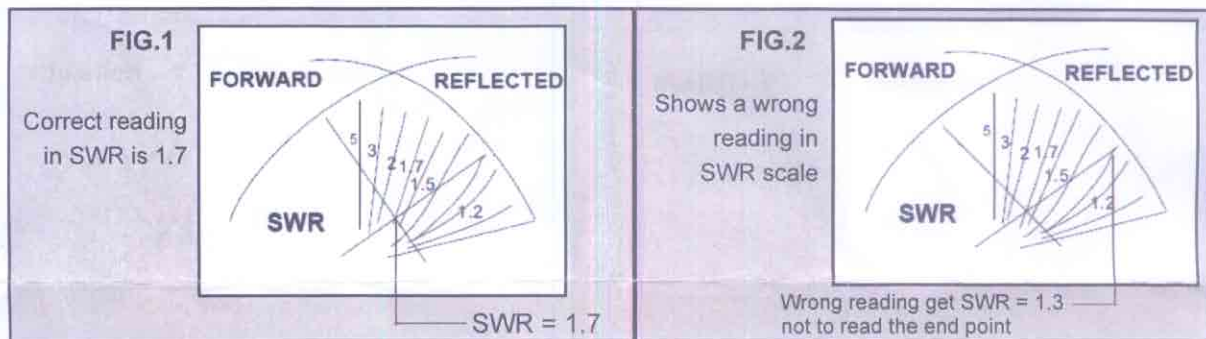 FIG.1
Correct reading
in SWR is 1.7
FORWARD
REFLECTED
5
3
2
1.7
1.5
1.2
SWR
SWR = 1.7
FIG.2
Shows a wrong
reading in
SWR scale
FORWARD
REFLECTED
5
3
2
1.7
1.5
1.2
SWR
Wrong reading get SWR = 1.3
not to read the end point